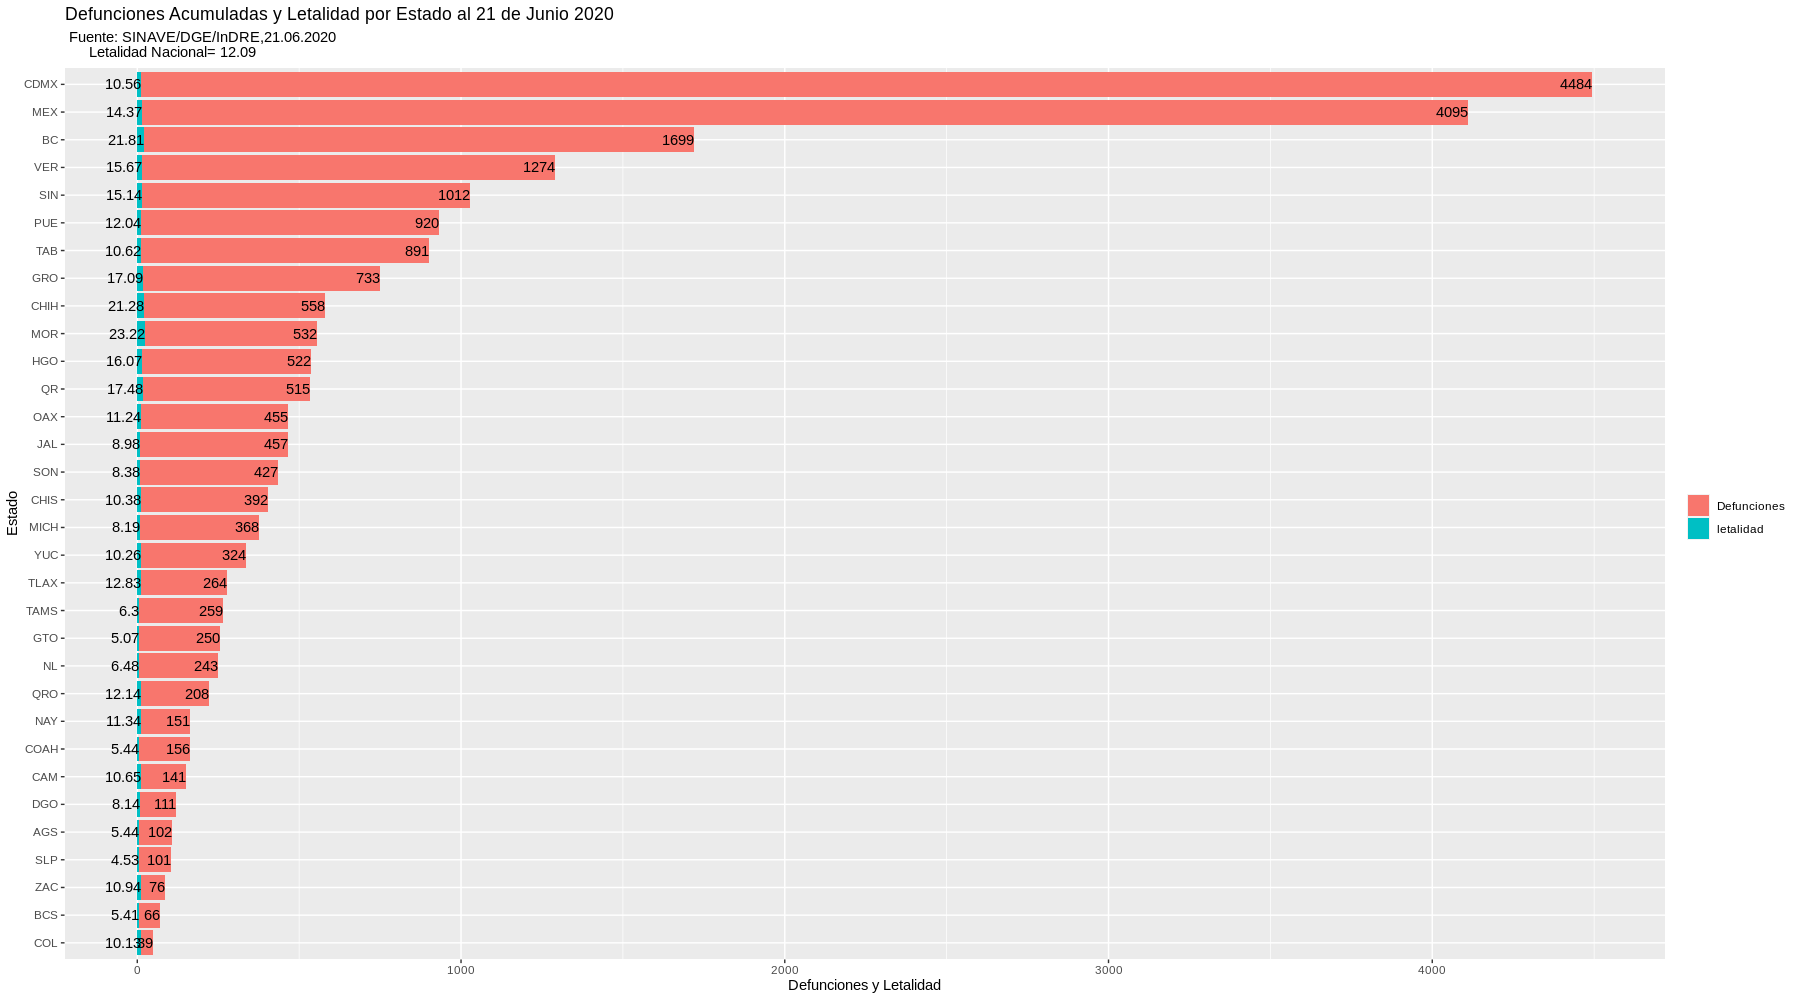 Defunciones Acumuladas y Letalidad por Estado al 21 de Junio 2020
Fuente: SINAVE/DGE/InDRE,21.06.2020
Letalidad Nacional= 12.09
CDMX 10.56 4484
MEX 14.37 4095
BC 21.81 1699
VER 15.67 1274
SIN 15.14 1012
PUE 12.04 920
TAB 10.62 891
GRO 17.09 733
CHIH 21.28 558
MOR 23.22 532
HGO 16.07 522
QR 17.48 515
OAX 11.24 455
JAL 8.98 457
SON 8.38 427
CHIS 10.38 392
MICH 8.19 368
YUC 10.26 324
TLAX 12.83 264
TAMS 6.3 259
GTO 5.07 250
NL 6.48 243
QRO 12.14 208
NAY 11.34 151
COAH 5.44 156
CAM 10.65 141
DGO 8.14 111
AGS 5.44 102
SLP 4.53 101
ZAC 10.94 76
BCS 5.41 66
COL 10.13 39
0 1000 2000 3000 4000
Defunciones y Letalidad
Estado
Defunciones
letalidad